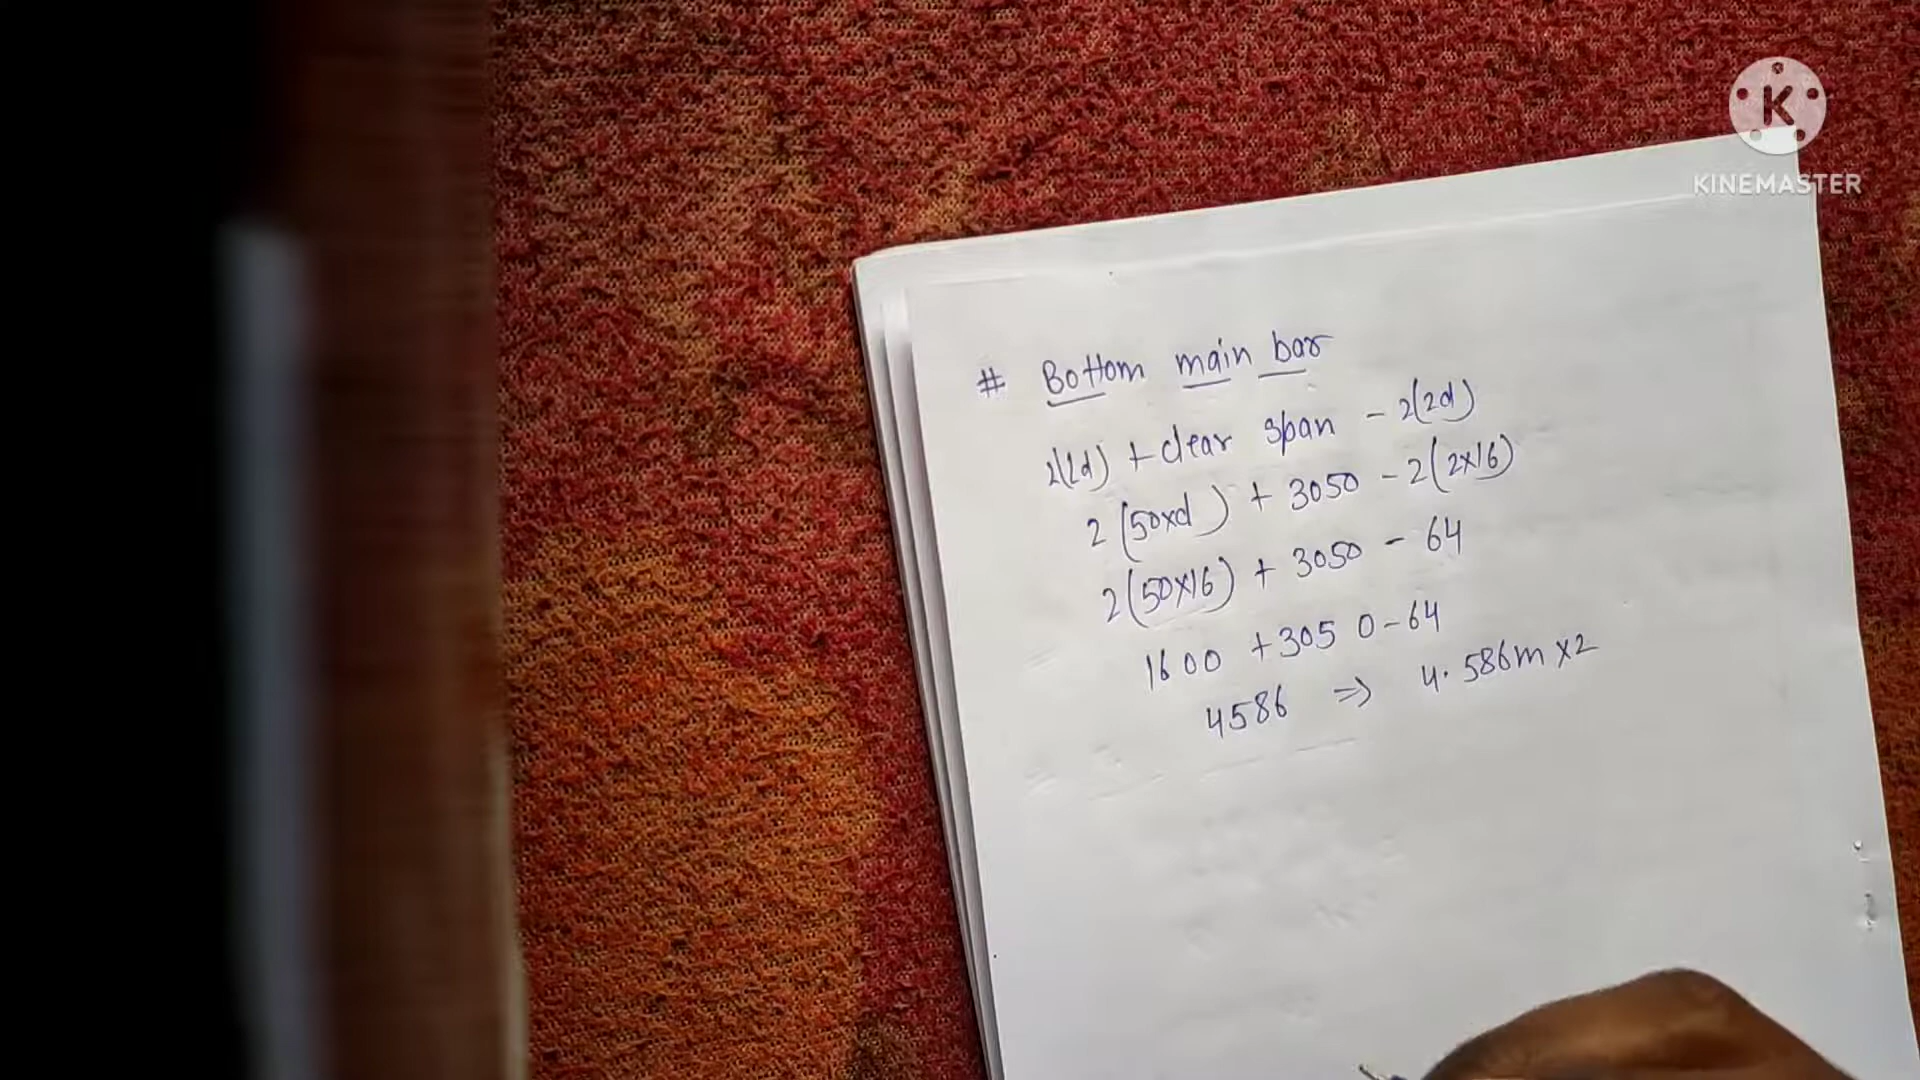 K
KINEMASTER
# Bottom main bar
2(2d) + clear span - 2(2d)
2 (50xd) + 3050 - 2(2x16)
2(50x16) + 3050 - 64
1600 + 3050 - 64
4586 ⇒ 4.586m x2